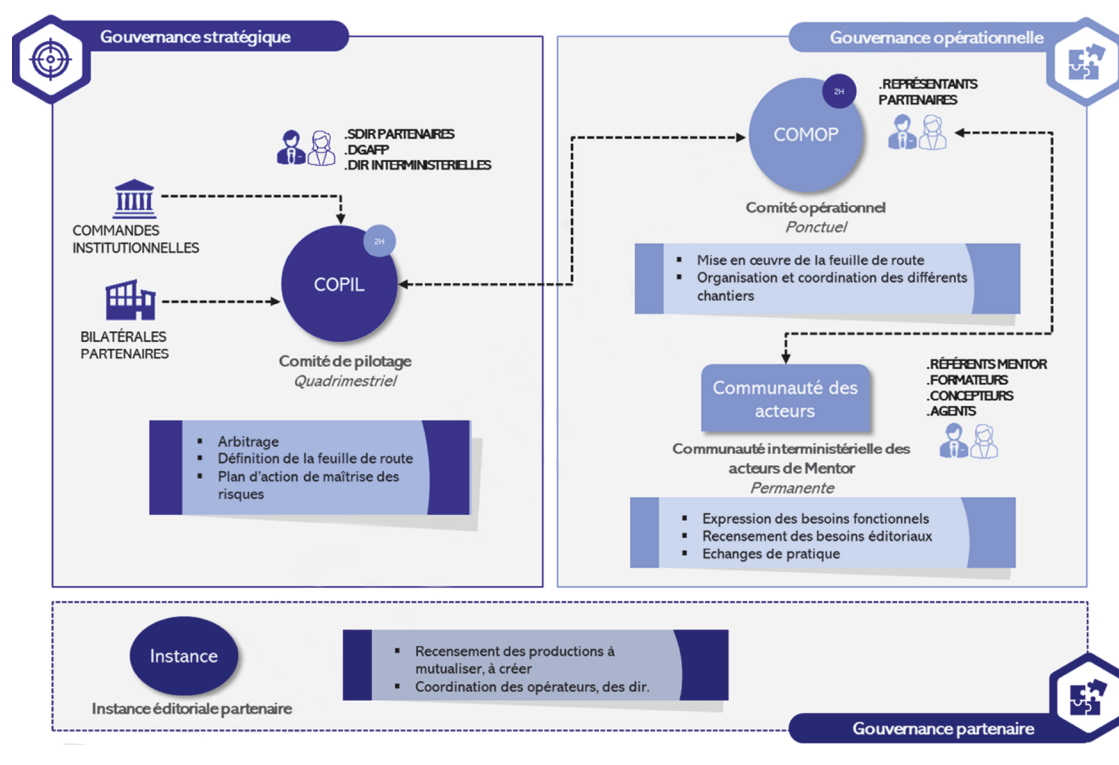 Gouvernance stratégique
.SDIR PARTENAIRES
.DGAFP
.DIR INTERMINISTERIELLES
COMMANDES
INSTITUTIONNELLES
2H
COPIL
BILATÉRALES
PARTENAIRES
Comité de pilotage
Quadrimestriel
▪ Arbitrage
▪ Définition de la feuille de route
▪ Plan d'action de maîtrise des
risques
Gouvernance opérationnelle
2H
COMOP
.REPRÉSENTANTS
PARTENAIRES
Comité opérationnel
Ponctuel
▪ Mise en œuvre de la feuille de route
▪ Organisation et coordination des différents
chantiers
Communauté des
acteurs
.RÉFÉRENTS MENTOR
.FORMATEURS
.CONCEPTEURS
.AGENTS
Communauté interministérielle des
acteurs de Mentor
Permanente
▪ Expression des besoins fonctionnels
▪ Recensement des besoins éditoriaux
▪ Echanges de pratique
Instance
Instance éditoriale partenaire
▪ Recensement des productions à
mutualiser, à créer
▪ Coordination des opérateurs, des dir.
Gouvernance partenaire